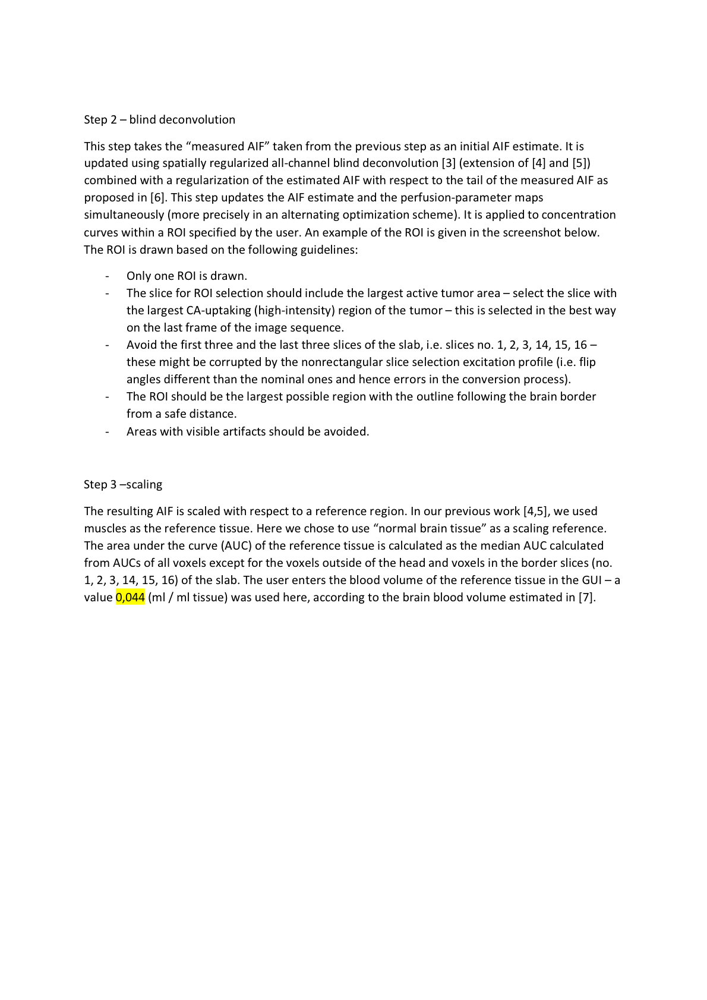 Step 2 – blind deconvolution
This step takes the “measured AIF” taken from the previous step as an initial AIF estimate. It is
updated using spatially regularized all-channel blind deconvolution [3] (extension of [4] and [5])
combined with a regularization of the estimated AIF with respect to the tail of the measured AIF as
proposed in [6]. This step updates the AIF estimate and the perfusion-parameter maps
simultaneously (more precisely in an alternating optimization scheme). It is applied to concentration
curves within a ROI specified by the user. An example of the ROI is given in the screenshot below.
The ROI is drawn based on the following guidelines:
- Only one ROI is drawn.
- The slice for ROI selection should include the largest active tumor area – select the slice with
the largest CA-uptaking (high-intensity) region of the tumor – this is selected in the best way
on the last frame of the image sequence.
- Avoid the first three and the last three slices of the slab, i.e. slices no. 1, 2, 3, 14, 15, 16 –
these might be corrupted by the nonrectangular slice selection excitation profile (i.e. flip
angles different than the nominal ones and hence errors in the conversion process).
- The ROI should be the largest possible region with the outline following the brain border
from a safe distance.
- Areas with visible artifacts should be avoided.
Step 3 –scaling
The resulting AIF is scaled with respect to a reference region. In our previous work [4,5], we used
muscles as the reference tissue. Here we chose to use “normal brain tissue” as a scaling reference.
The area under the curve (AUC) of the reference tissue is calculated as the median AUC calculated
from AUCs of all voxels except for the voxels outside of the head and voxels in the border slices (no.
1, 2, 3, 14, 15, 16) of the slab. The user enters the blood volume of the reference tissue in the GUI – a
value 0,044 (ml / ml tissue) was used here, according to the brain blood volume estimated in [7].